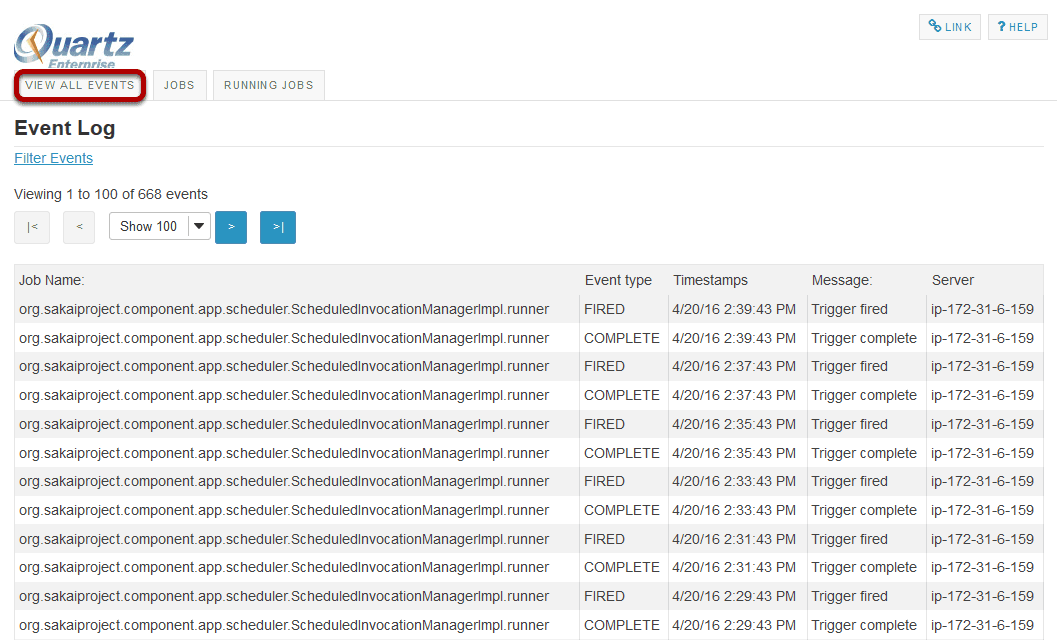 LINK ? HELP
Quartz
Enterprise
VIEW ALL EVENTS JOBS RUNNING JOBS
Event Log
Filter Events
Viewing 1 to 100 of 668 events
|< < Show 100 > >|
Job Name: Event type Timestamps Message: Server
org.sakaiproject.component.app.scheduler.ScheduledInvocationManagerImpl.runner FIRED 4/20/16 2:39:43 PM Trigger fired ip-172-31-6-159
org.sakaiproject.component.app.scheduler.ScheduledInvocationManagerImpl.runner COMPLETE 4/20/16 2:39:43 PM Trigger complete ip-172-31-6-159
org.sakaiproject.component.app.scheduler.ScheduledInvocationManagerImpl.runner FIRED 4/20/16 2:37:43 PM Trigger fired ip-172-31-6-159
org.sakaiproject.component.app.scheduler.ScheduledInvocationManagerImpl.runner COMPLETE 4/20/16 2:37:43 PM Trigger complete ip-172-31-6-159
org.sakaiproject.component.app.scheduler.ScheduledInvocationManagerImpl.runner FIRED 4/20/16 2:35:43 PM Trigger fired ip-172-31-6-159
org.sakaiproject.component.app.scheduler.ScheduledInvocationManagerImpl.runner COMPLETE 4/20/16 2:35:43 PM Trigger complete ip-172-31-6-159
org.sakaiproject.component.app.scheduler.ScheduledInvocationManagerImpl.runner FIRED 4/20/16 2:33:43 PM Trigger fired ip-172-31-6-159
org.sakaiproject.component.app.scheduler.ScheduledInvocationManagerImpl.runner COMPLETE 4/20/16 2:33:43 PM Trigger complete ip-172-31-6-159
org.sakaiproject.component.app.scheduler.ScheduledInvocationManagerImpl.runner FIRED 4/20/16 2:31:43 PM Trigger fired ip-172-31-6-159
org.sakaiproject.component.app.scheduler.ScheduledInvocationManagerImpl.runner COMPLETE 4/20/16 2:31:43 PM Trigger complete ip-172-31-6-159
org.sakaiproject.component.app.scheduler.ScheduledInvocationManagerImpl.runner FIRED 4/20/16 2:29:43 PM Trigger fired ip-172-31-6-159
org.sakaiproject.component.app.scheduler.ScheduledInvocationManagerImpl.runner COMPLETE 4/20/16 2:29:43 PM Trigger complete ip-172-31-6-159